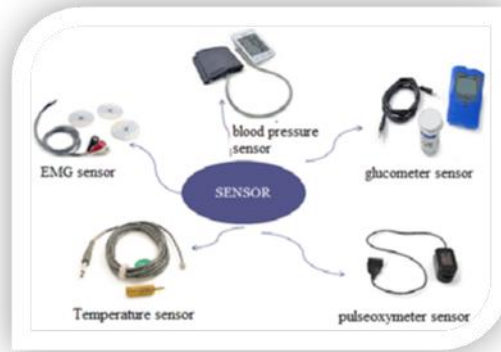 blood pressure
sensor
EMG sensor
glucometer sensor
SENSOR
Temperature sensor
pulseoxymeter sensor